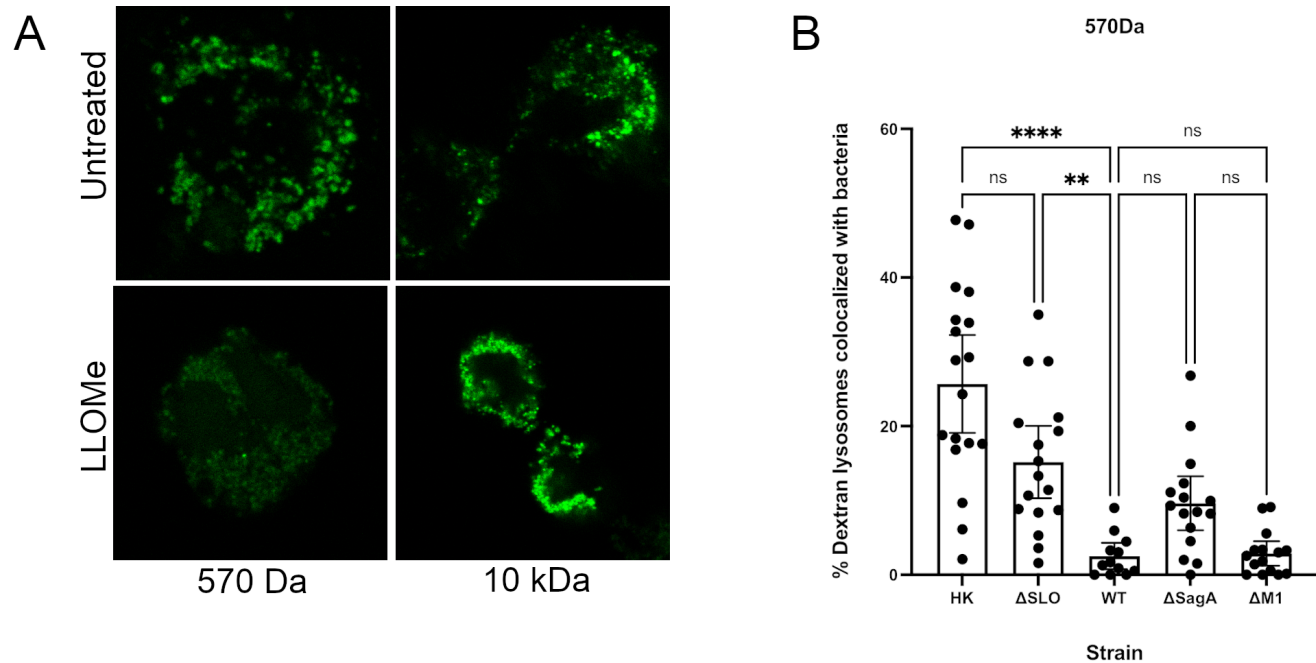 A
Untreated
LLOMe
570 Da
10 kDa
B
570Da
% Dextran lysosomes colocalized with bacteria
60
40
20
0
****
ns
ns
**
ns
ns
HK
ΔSLO
WT
ΔSagA
ΔM1
Strain